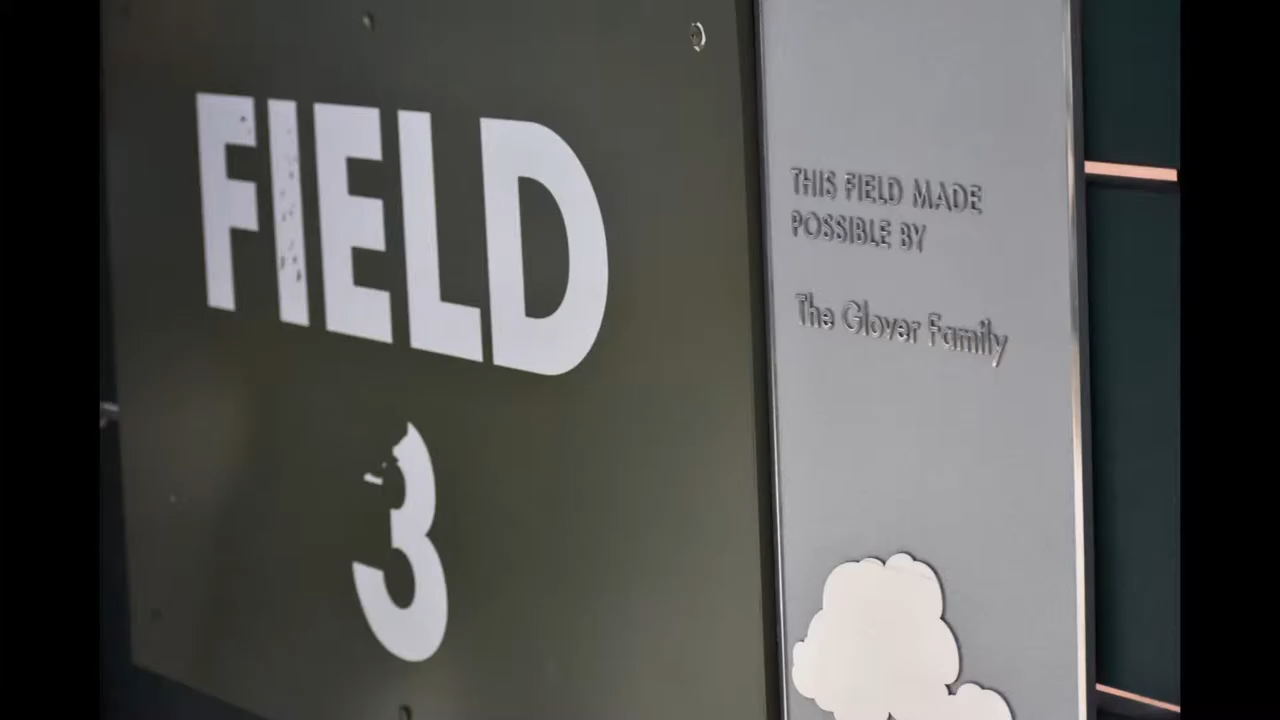 FIELD
3
THIS FIELD MADE
POSSIBLE BY
The Glover Family